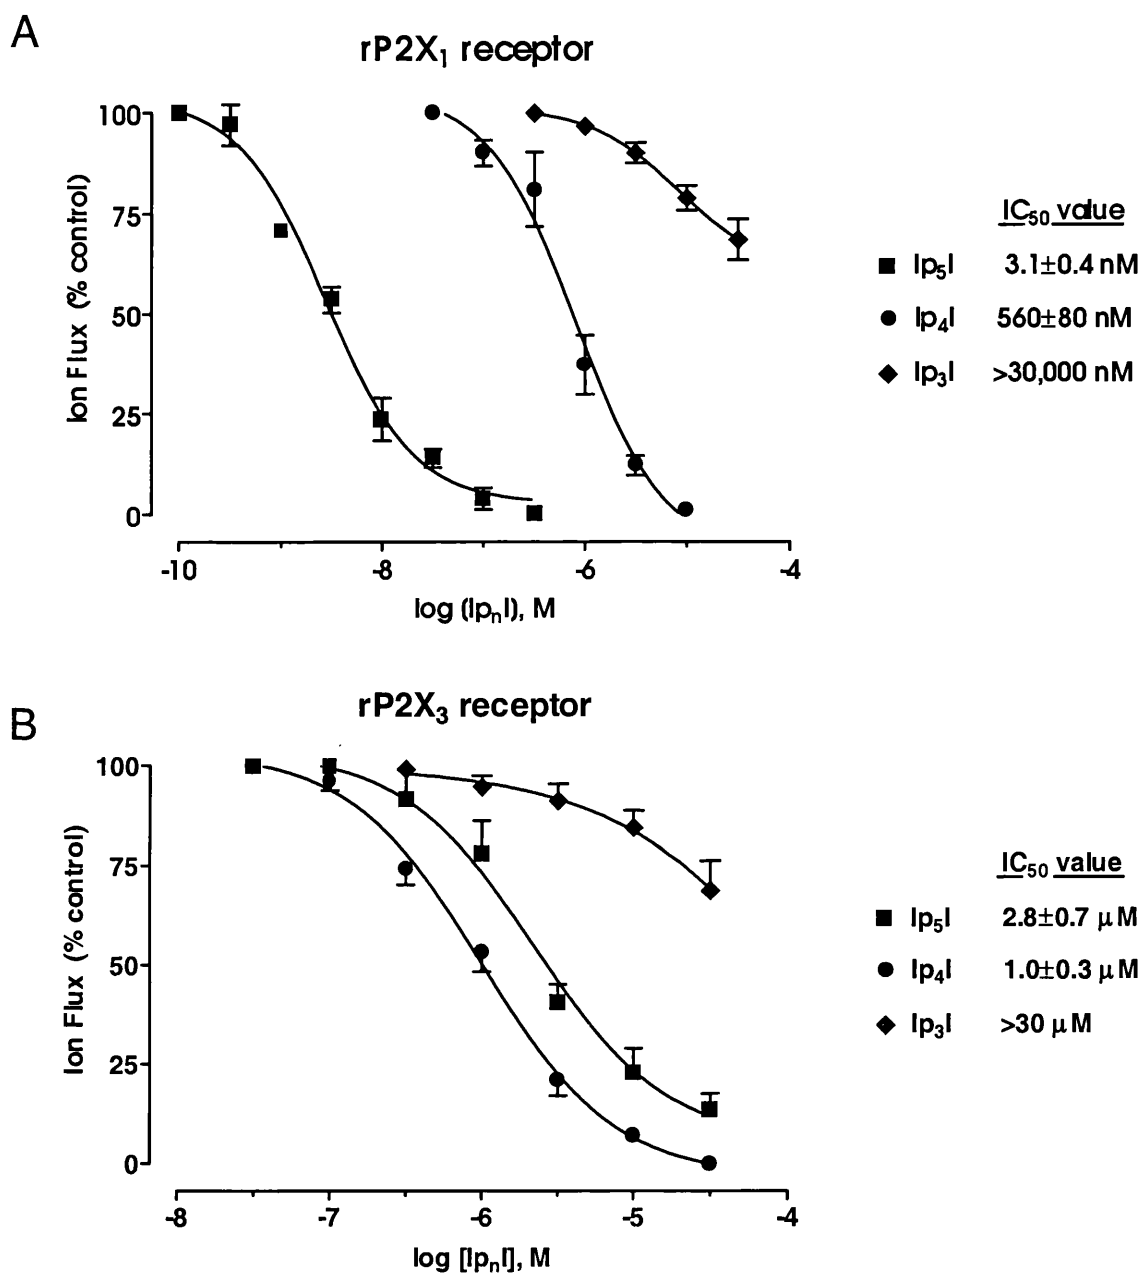 A
rP2X₁ receptor
100
75
50
25
0
Ion Flux (% control)
-10 -8 -6 -4
log (Ip₍n₎I), M
IC₅₀ value
Ip₅I 3.1±0.4 nM
Ip₄I 560±80 nM
Ip₃I >30,000 nM
B
rP2X₃ receptor
100
75
50
25
0
Ion Flux (% control)
-8 -7 -6 -5 -4
log [IpₙI], M
IC₅₀ value
Ip₅I 2.8±0.7 μM
Ip₄I 1.0±0.3 μM
Ip₃I >30 μM